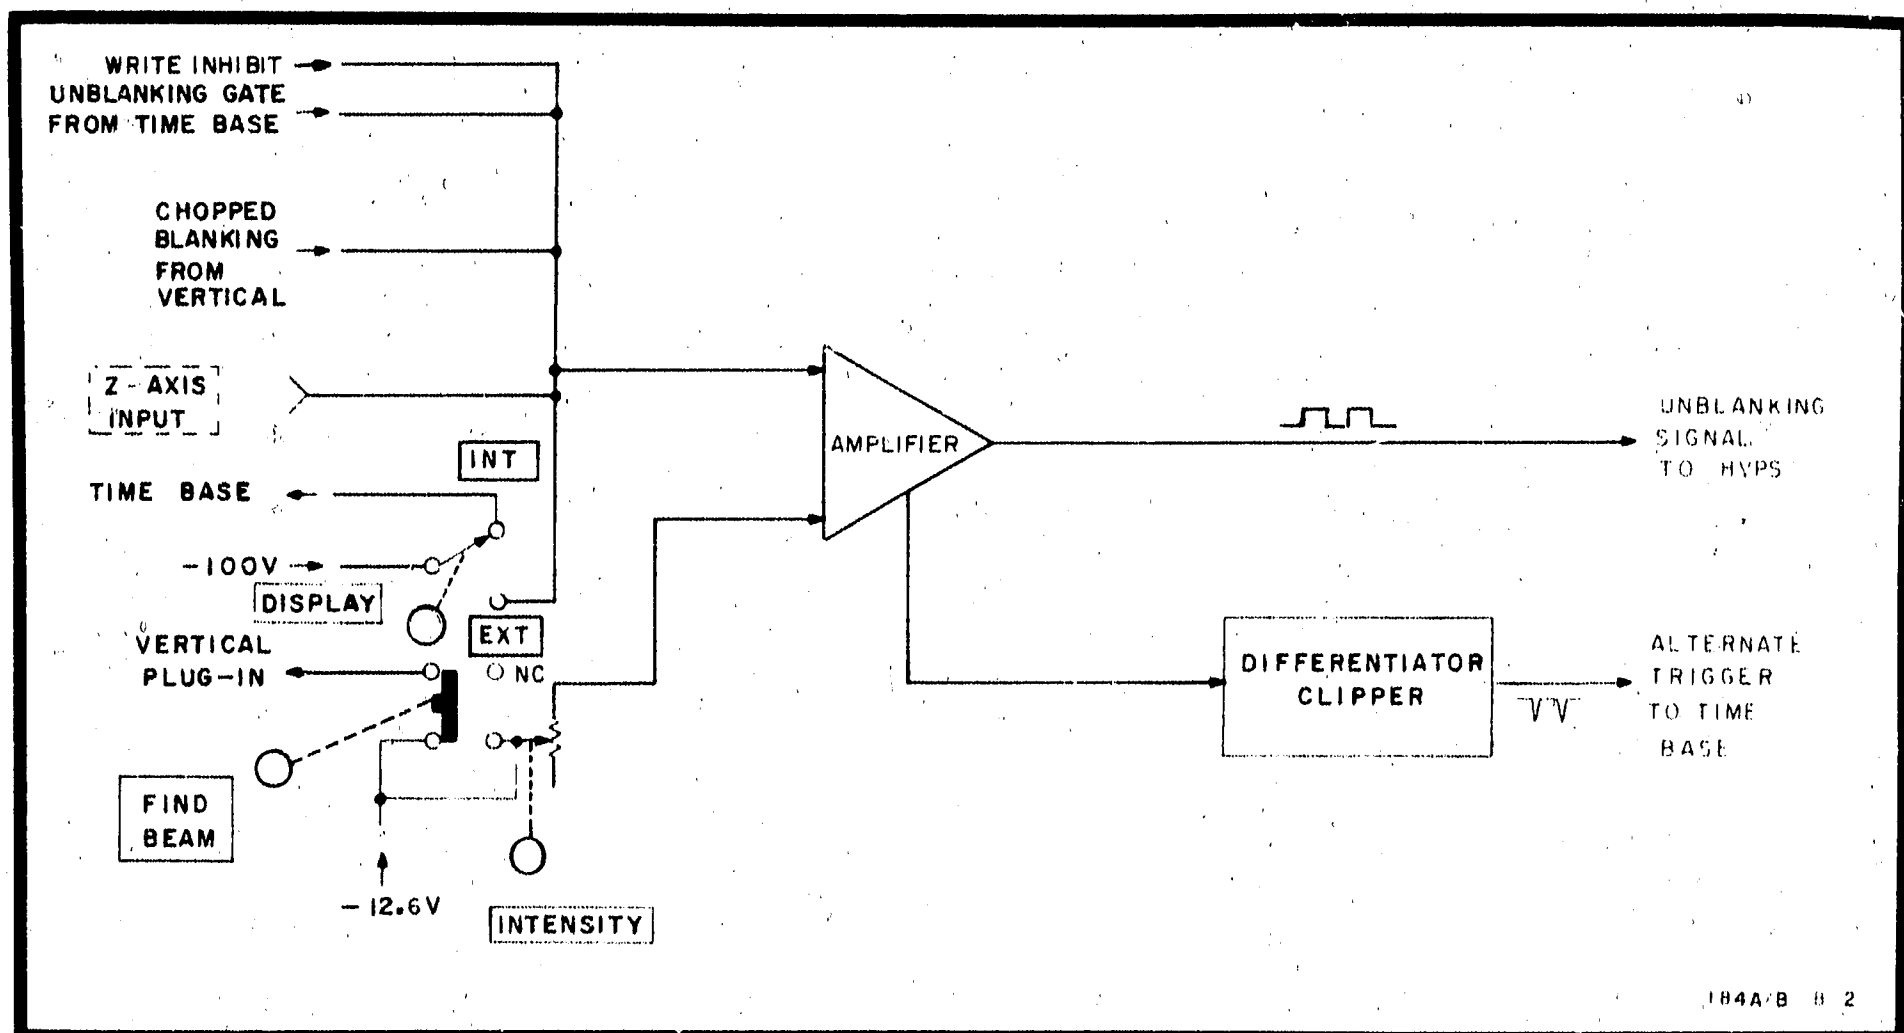 WRITE INHIBIT
UNBLANKING GATE
FROM TIME BASE
CHOPPED
BLANKING
FROM
VERTICAL
Z-AXIS
INPUT
INT
TIME BASE
-100V
DISPLAY
EXT
VERTICAL
PLUG-IN
NC
FIND
BEAM
-12.6V
INTENSITY
AMPLIFIER
UNBLANKING
SIGNAL
TO HVPS
DIFFERENTIATOR
CLIPPER
ALTERNATE
TRIGGER
TO TIME
BASE
184A/B B 2